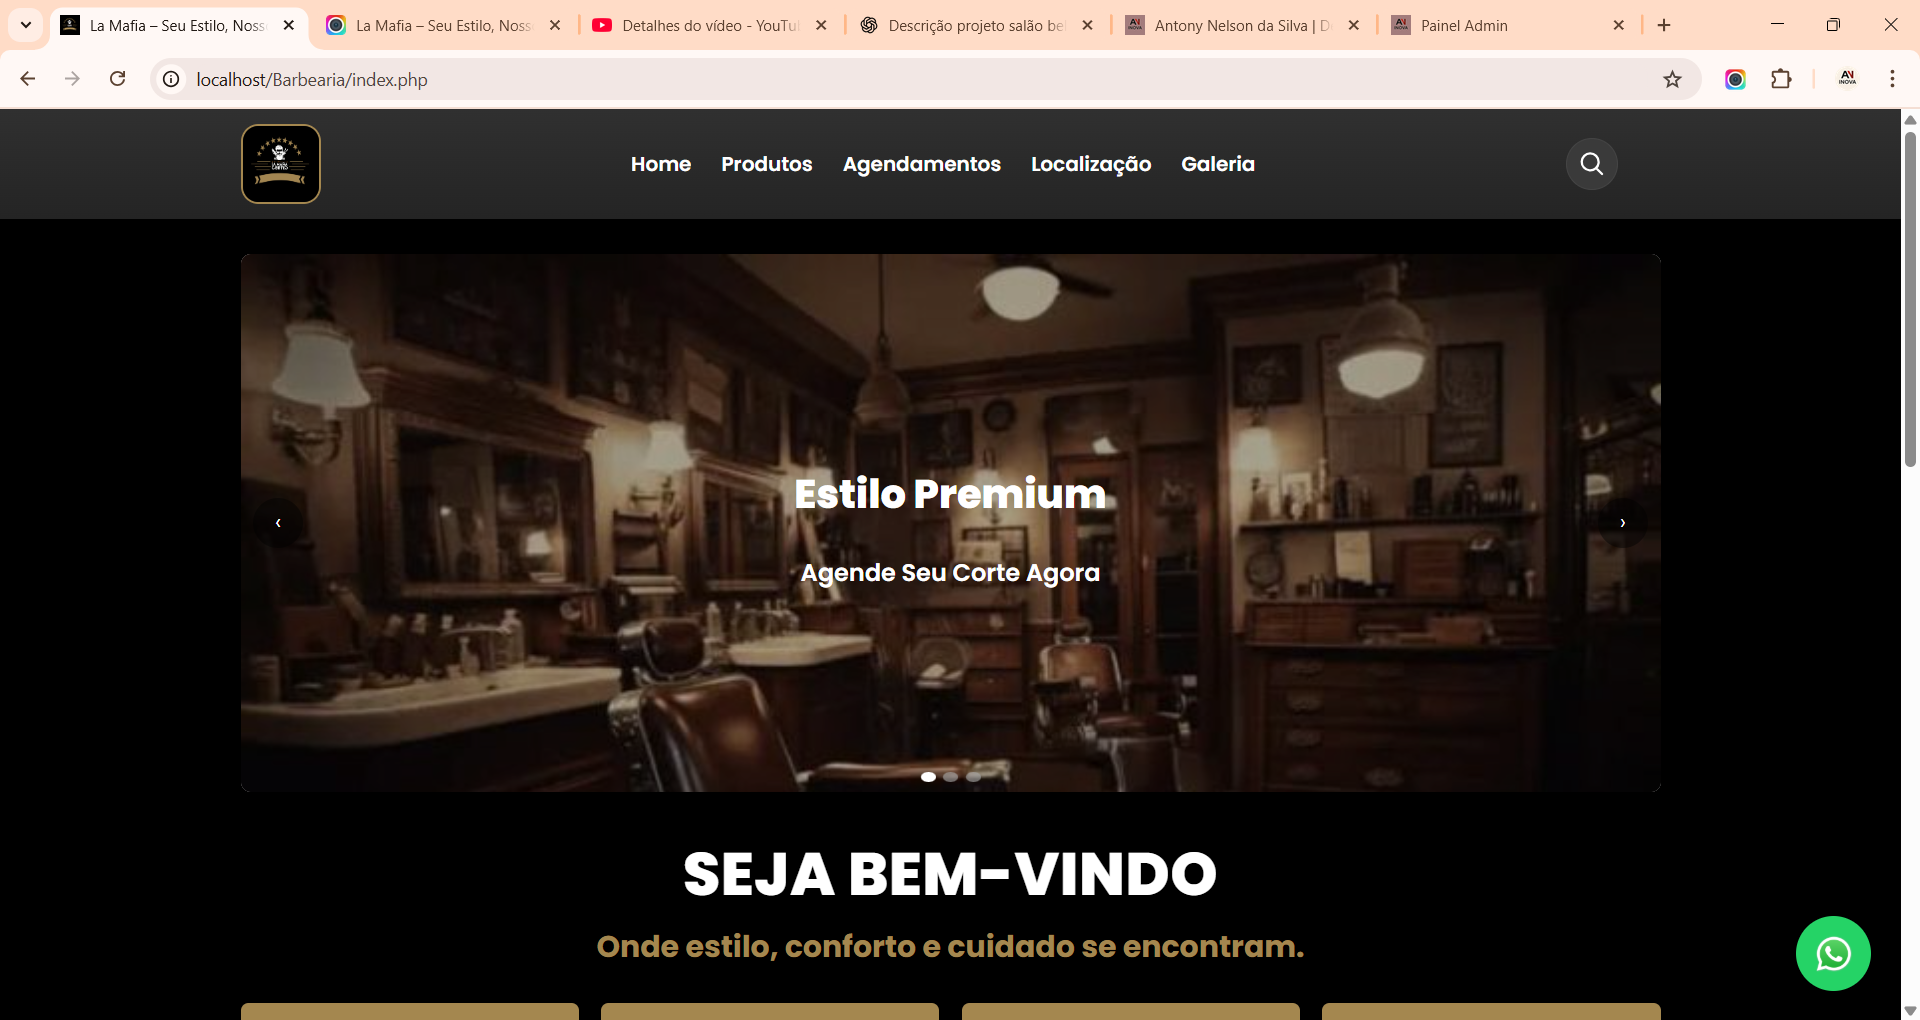 La Mafia – Seu Estilo, Noss
La Mafia – Seu Estilo, Noss
Detalhes do vídeo - YouTu
Descrição projeto salão be
Antony Nelson da Silva | D
Painel Admin
localhost/Barbearia/index.php
AN
INOVA
Home
Produtos
Agendamentos
Localização
Galeria
‹
›
Estilo Premium
Agende Seu Corte Agora
SEJA BEM-VINDO
Onde estilo, conforto e cuidado se encontram.